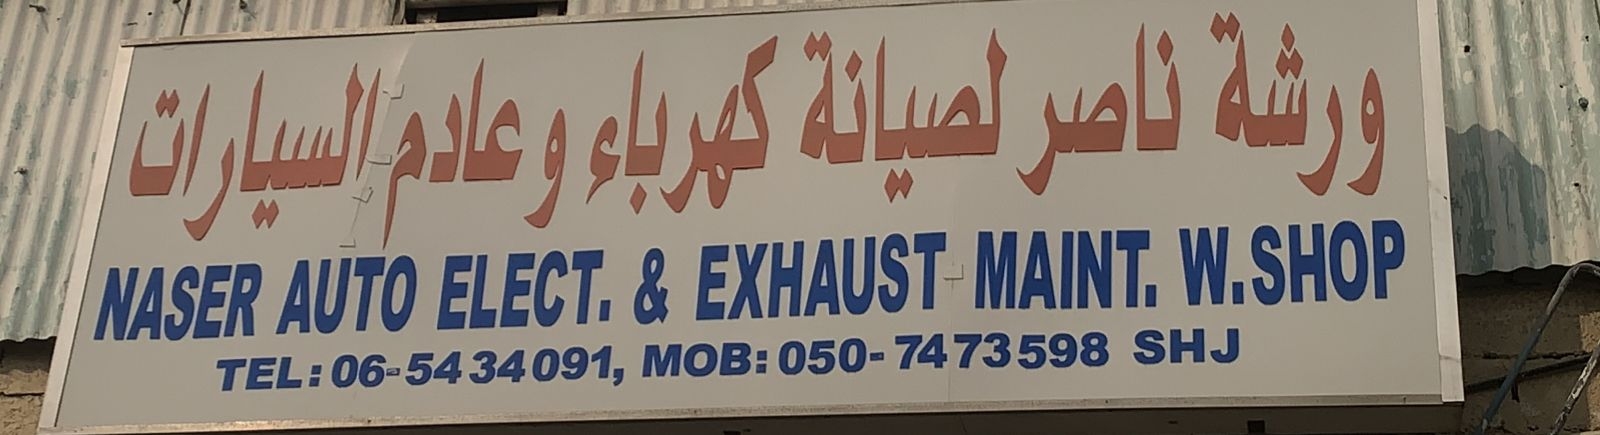 ورشة ناصر لصيانة كهرباء و عادم السيارات
NASER AUTO ELECT. & EXHAUST MAINT. W.SHOP
TEL: 06-5434091, MOB: 050-7473598 SHJ